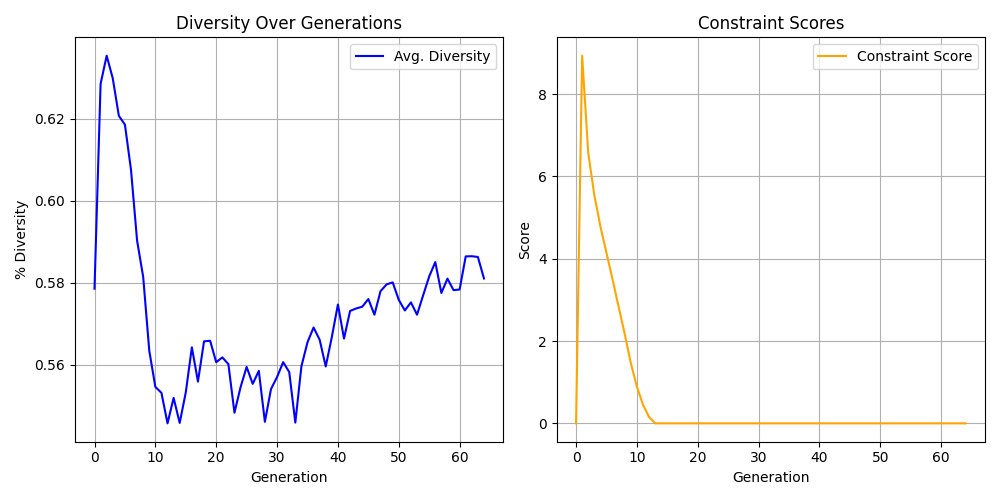 Diversity Over Generations
Avg. Diversity
% Diversity
0.62
0.60
0.58
0.56
0 10 20 30 40 50 60
Generation
Constraint Scores
Constraint Score
Score
8
6
4
2
0
0 10 20 30 40 50 60
Generation